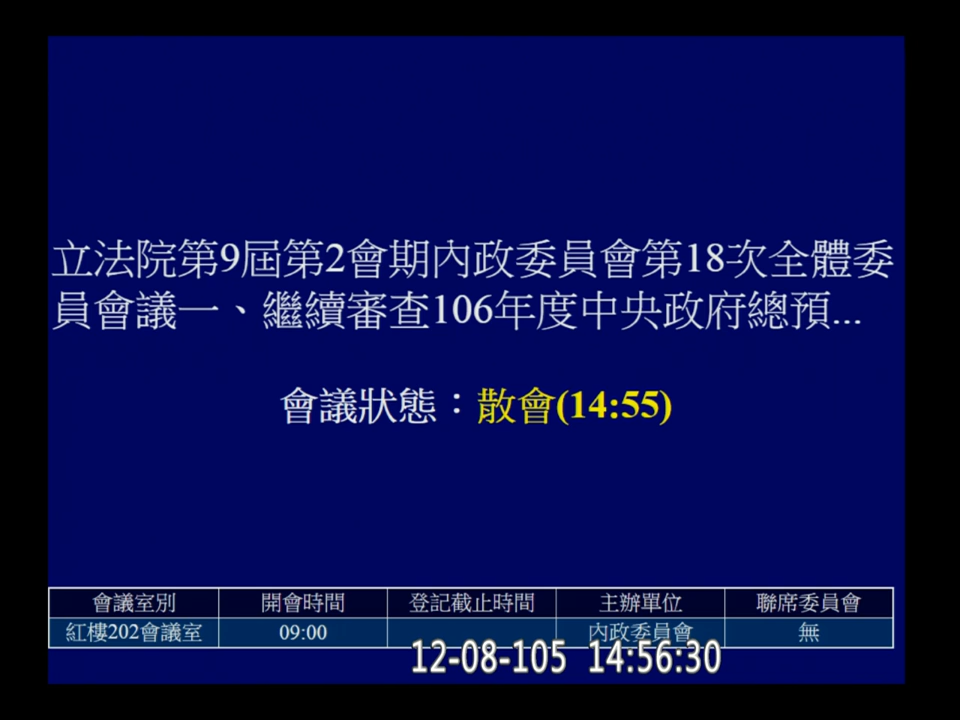 立法院第9屆第2會期內政委員會第18次全體委
員會議一、繼續審查106年度中央政府總預...
會議狀態：散會(14:55)
會議室別 開會時間 登記截止時間 主辦單位 聯席委員會
紅樓202會議室 09:00 內政委員會 無
12-08-105 14:56:30